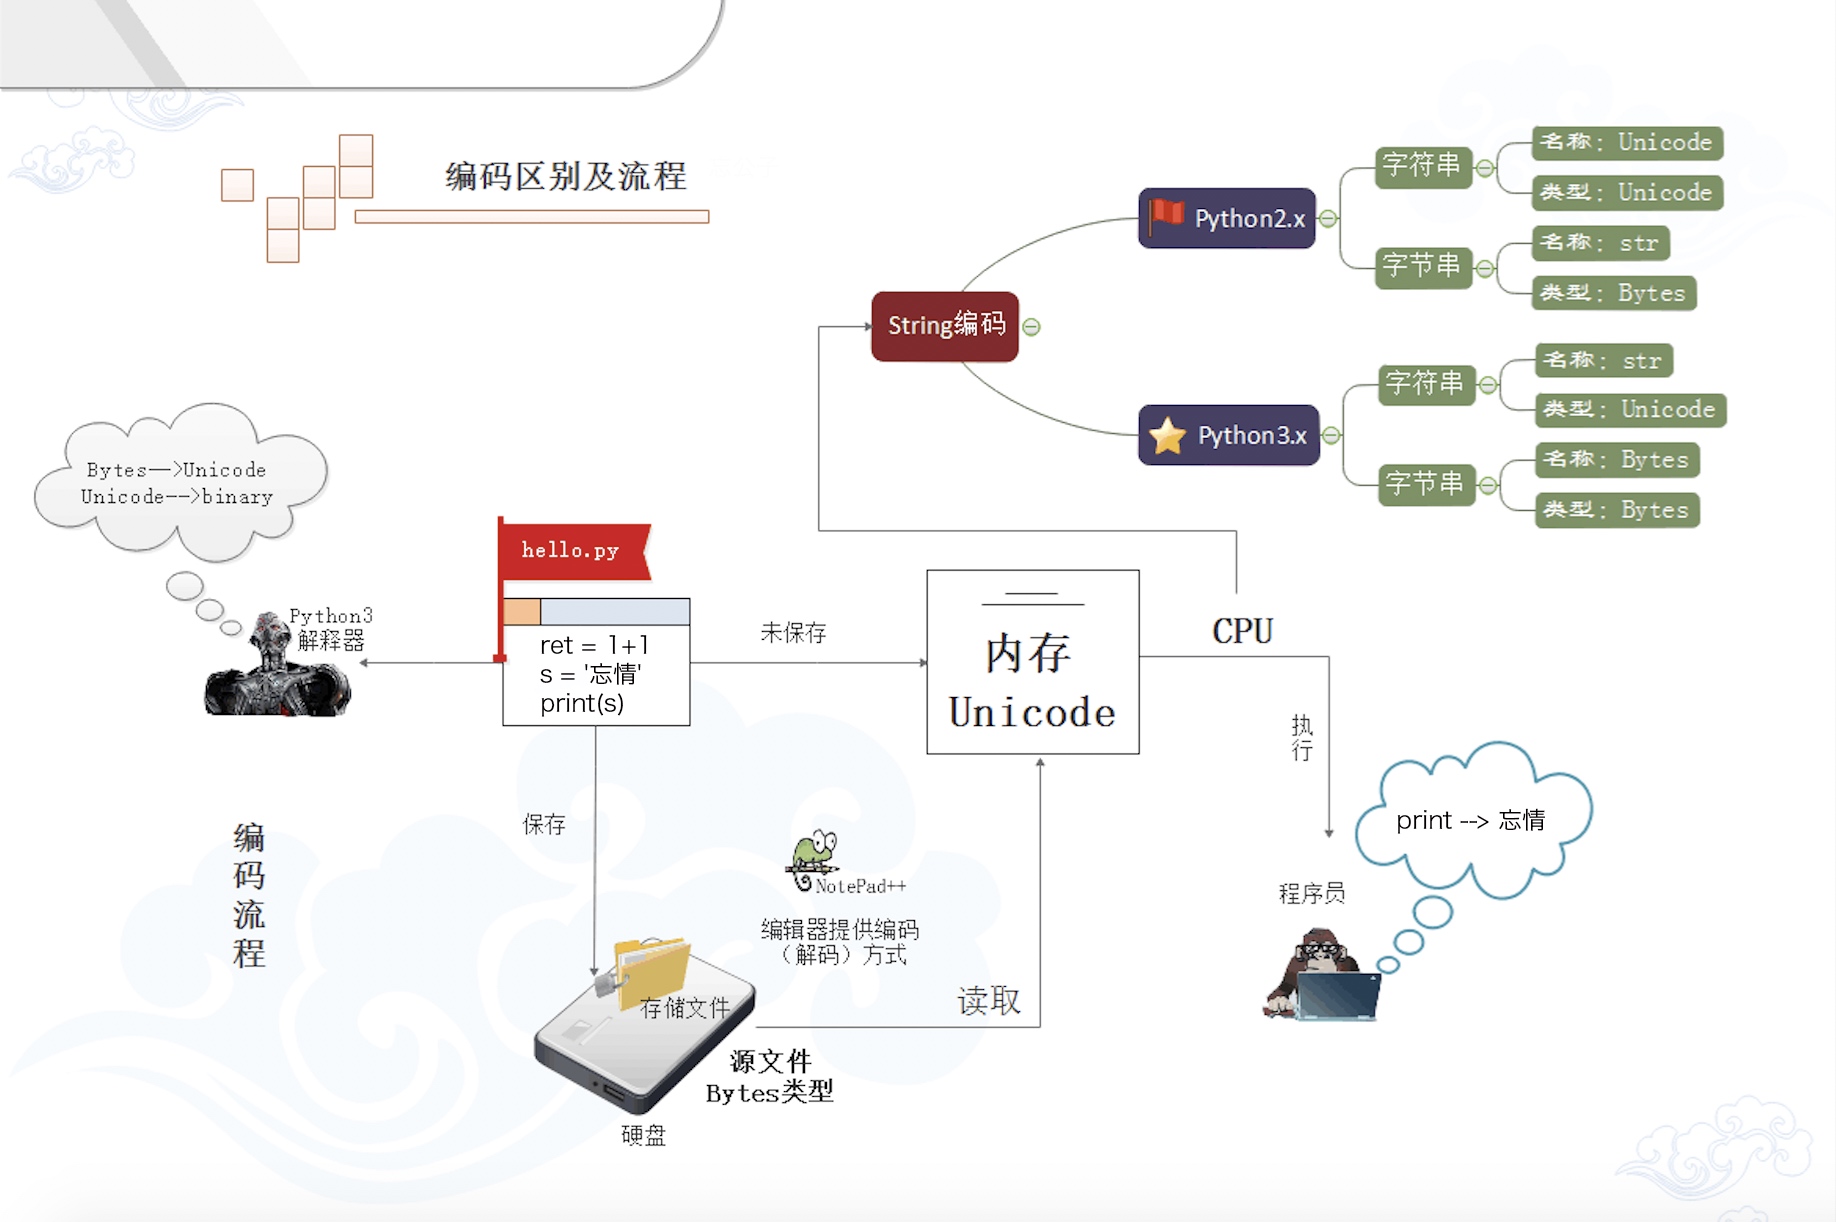 编码区别及流程
String编码
Python2.x
字符串
名称：Unicode
类型：Unicode
字节串
名称：str
类型：Bytes
Python3.x
字符串
名称：str
类型：Unicode
字节串
名称：Bytes
类型：Bytes
Bytes-->Unicode
Unicode-->binary
Python3
解释器
hello.py
ret = 1+1
s = '忘情'
print(s)
未保存
内存
Unicode
CPU
执行
print --> 忘情
程序员
保存
NotePad++
编辑器提供编码
（解码）方式
读取
存储文件
源文件
Bytes类型
硬盘
编码流程